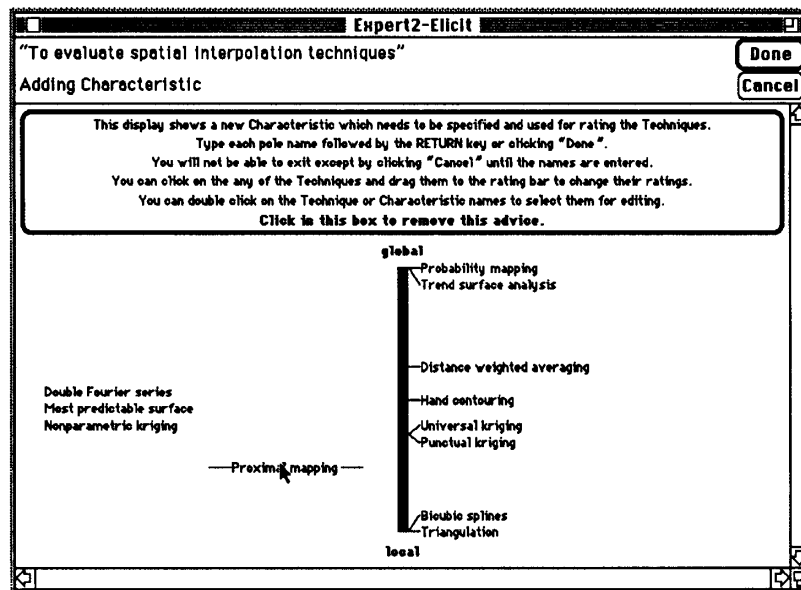 Expert2-Elicit
"To evaluate spatial interpolation techniques"
Done
Adding Characteristic
Cancel
This display shows a new Characteristic which needs to be specified and used for rating the Techniques.
Type each pole name followed by the RETURN key or clicking "Done".
You will not be able to exit except by clicking "Cancel" until the names are entered.
You can click on the any of the Techniques and drag them to the rating bar to change their ratings.
You can double click on the Technique or Characteristic names to select them for editing.
Click in this box to remove this advice.
global
Probability mapping
Trend surface analysis
Distance weighted averaging
Double Fourier series
Hand contouring
Most predictable surface
Nonparametric kriging
Universal kriging
Punctual kriging
Proximal mapping
Bicubic splines
Triangulation
local